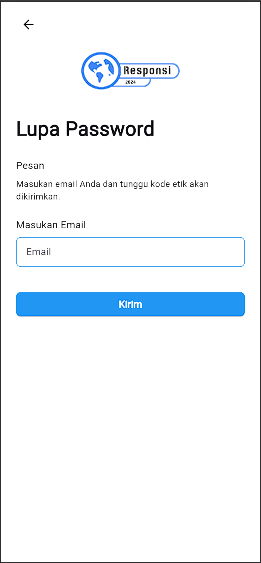 Responsi
2024
Lupa Password
Pesan
Masukan email Anda dan tunggu kode etik akan
dikirimkan.
Masukan Email
Email
Kirim